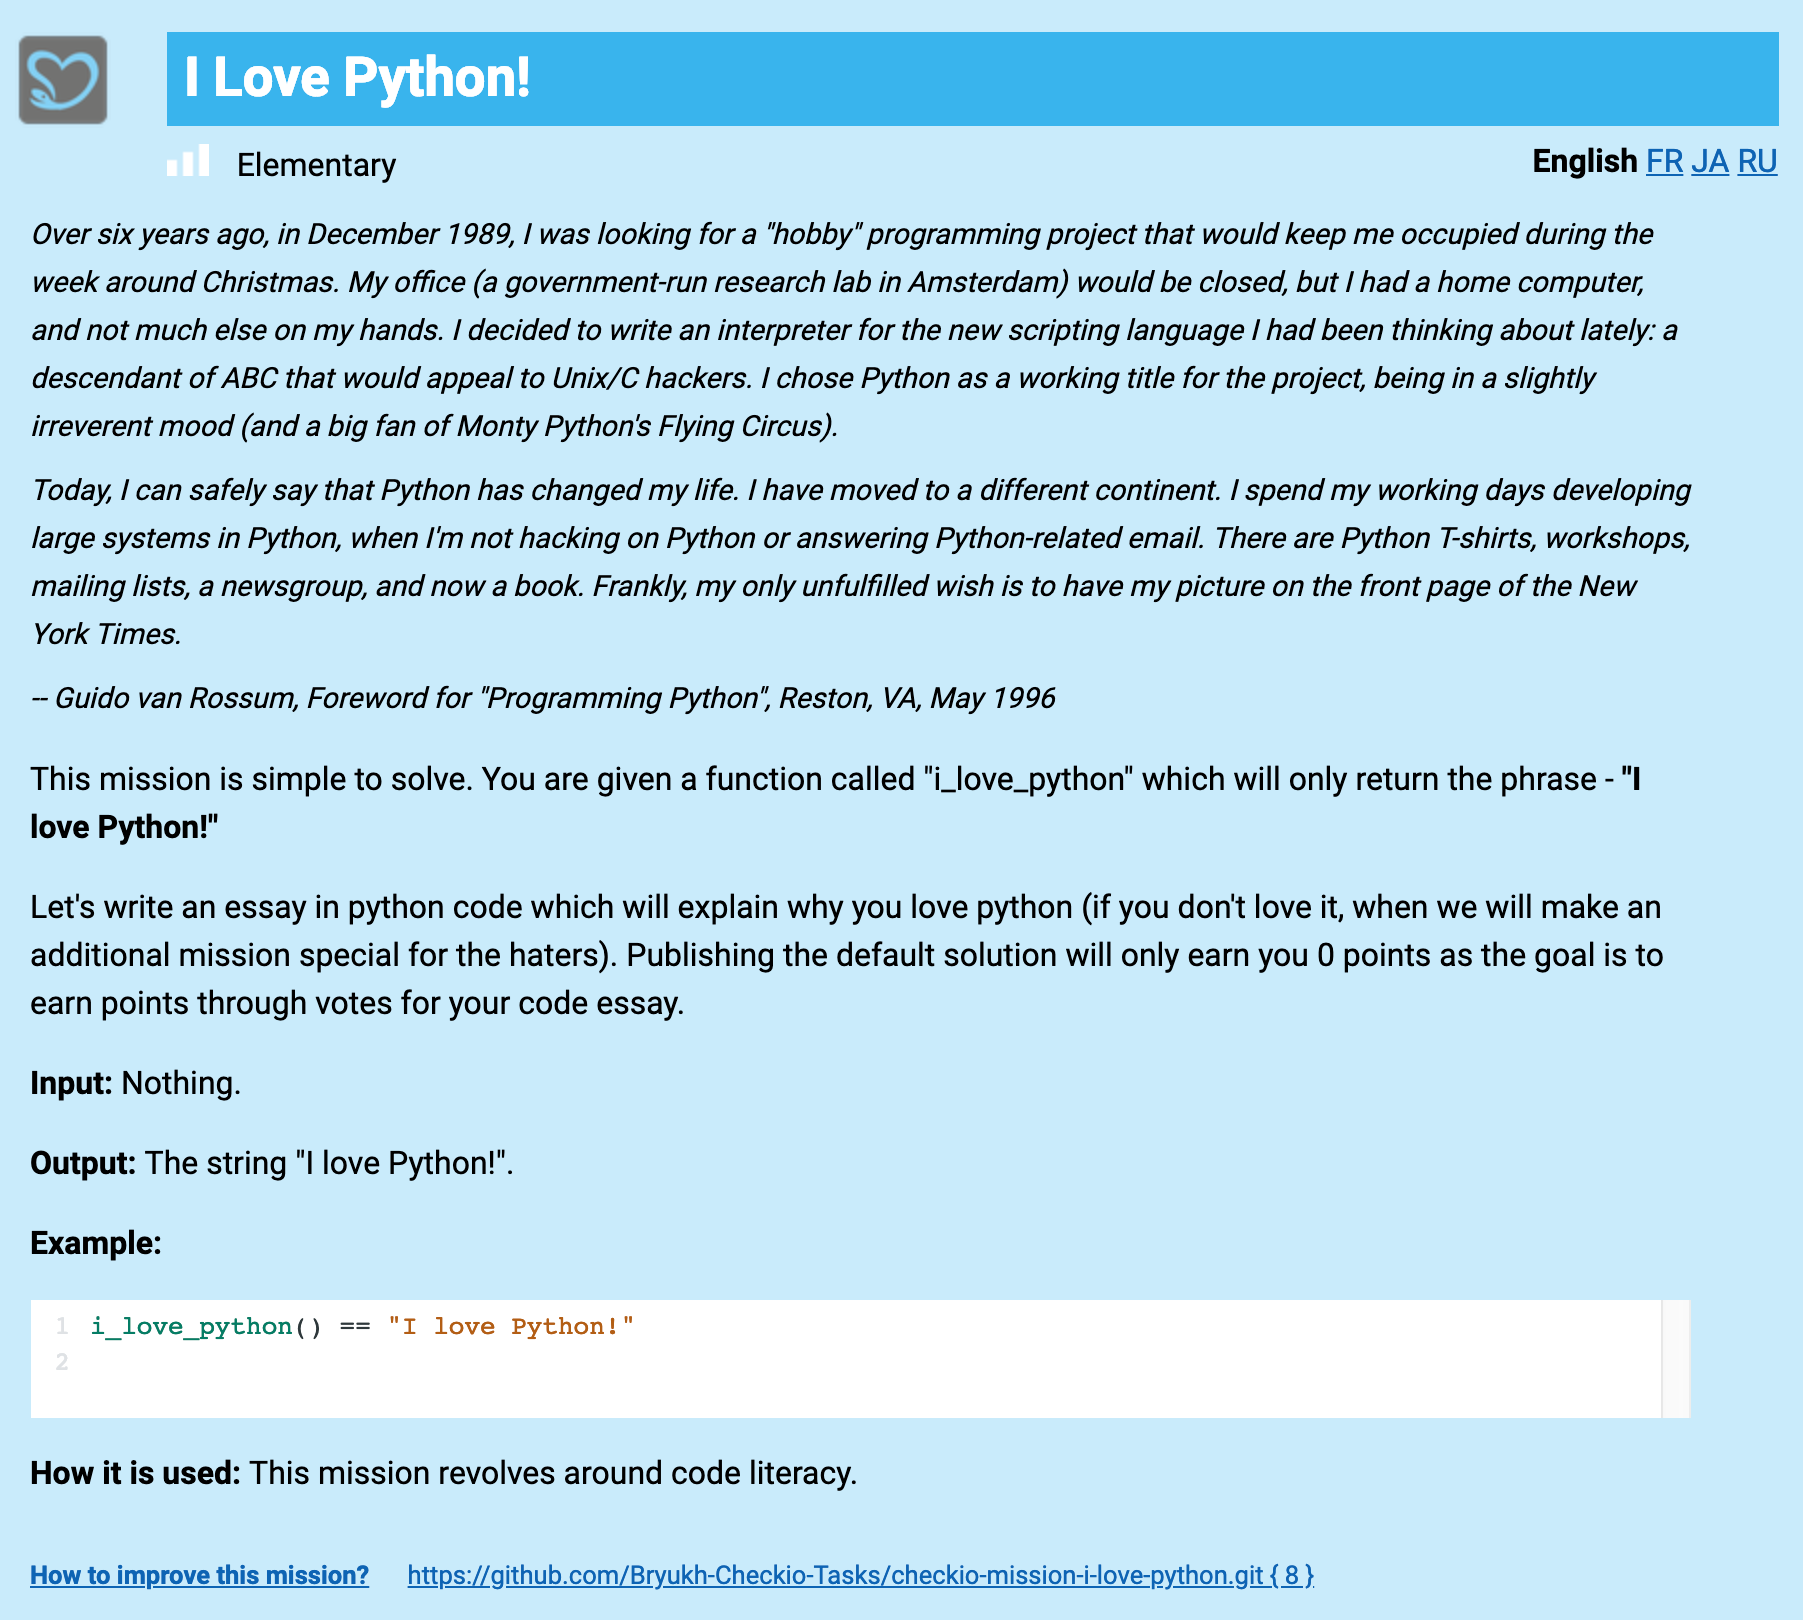 I Love Python!
Elementary
English FR JA RU
Over six years ago, in December 1989, I was looking for a "hobby" programming project that would keep me occupied during the
week around Christmas. My office (a government-run research lab in Amsterdam) would be closed, but I had a home computer,
and not much else on my hands. I decided to write an interpreter for the new scripting language I had been thinking about lately: a
descendant of ABC that would appeal to Unix/C hackers. I chose Python as a working title for the project, being in a slightly
irreverent mood (and a big fan of Monty Python's Flying Circus).
Today, I can safely say that Python has changed my life. I have moved to a different continent. I spend my working days developing
large systems in Python, when I'm not hacking on Python or answering Python-related email. There are Python T-shirts, workshops,
mailing lists, a newsgroup, and now a book. Frankly, my only unfulfilled wish is to have my picture on the front page of the New
York Times.
-- Guido van Rossum, Foreword for "Programming Python", Reston, VA, May 1996
This mission is simple to solve. You are given a function called "i_love_python" which will only return the phrase - "I
love Python!"
Let's write an essay in python code which will explain why you love python (if you don't love it, when we will make an
additional mission special for the haters). Publishing the default solution will only earn you 0 points as the goal is to
earn points through votes for your code essay.
Input: Nothing.
Output: The string "I love Python!".
Example:
1 i_love_python() == "I love Python!"
2
How it is used: This mission revolves around code literacy.
How to improve this mission? https://github.com/Bryukh-Checkio-Tasks/checkio-mission-i-love-python.git { 8 }